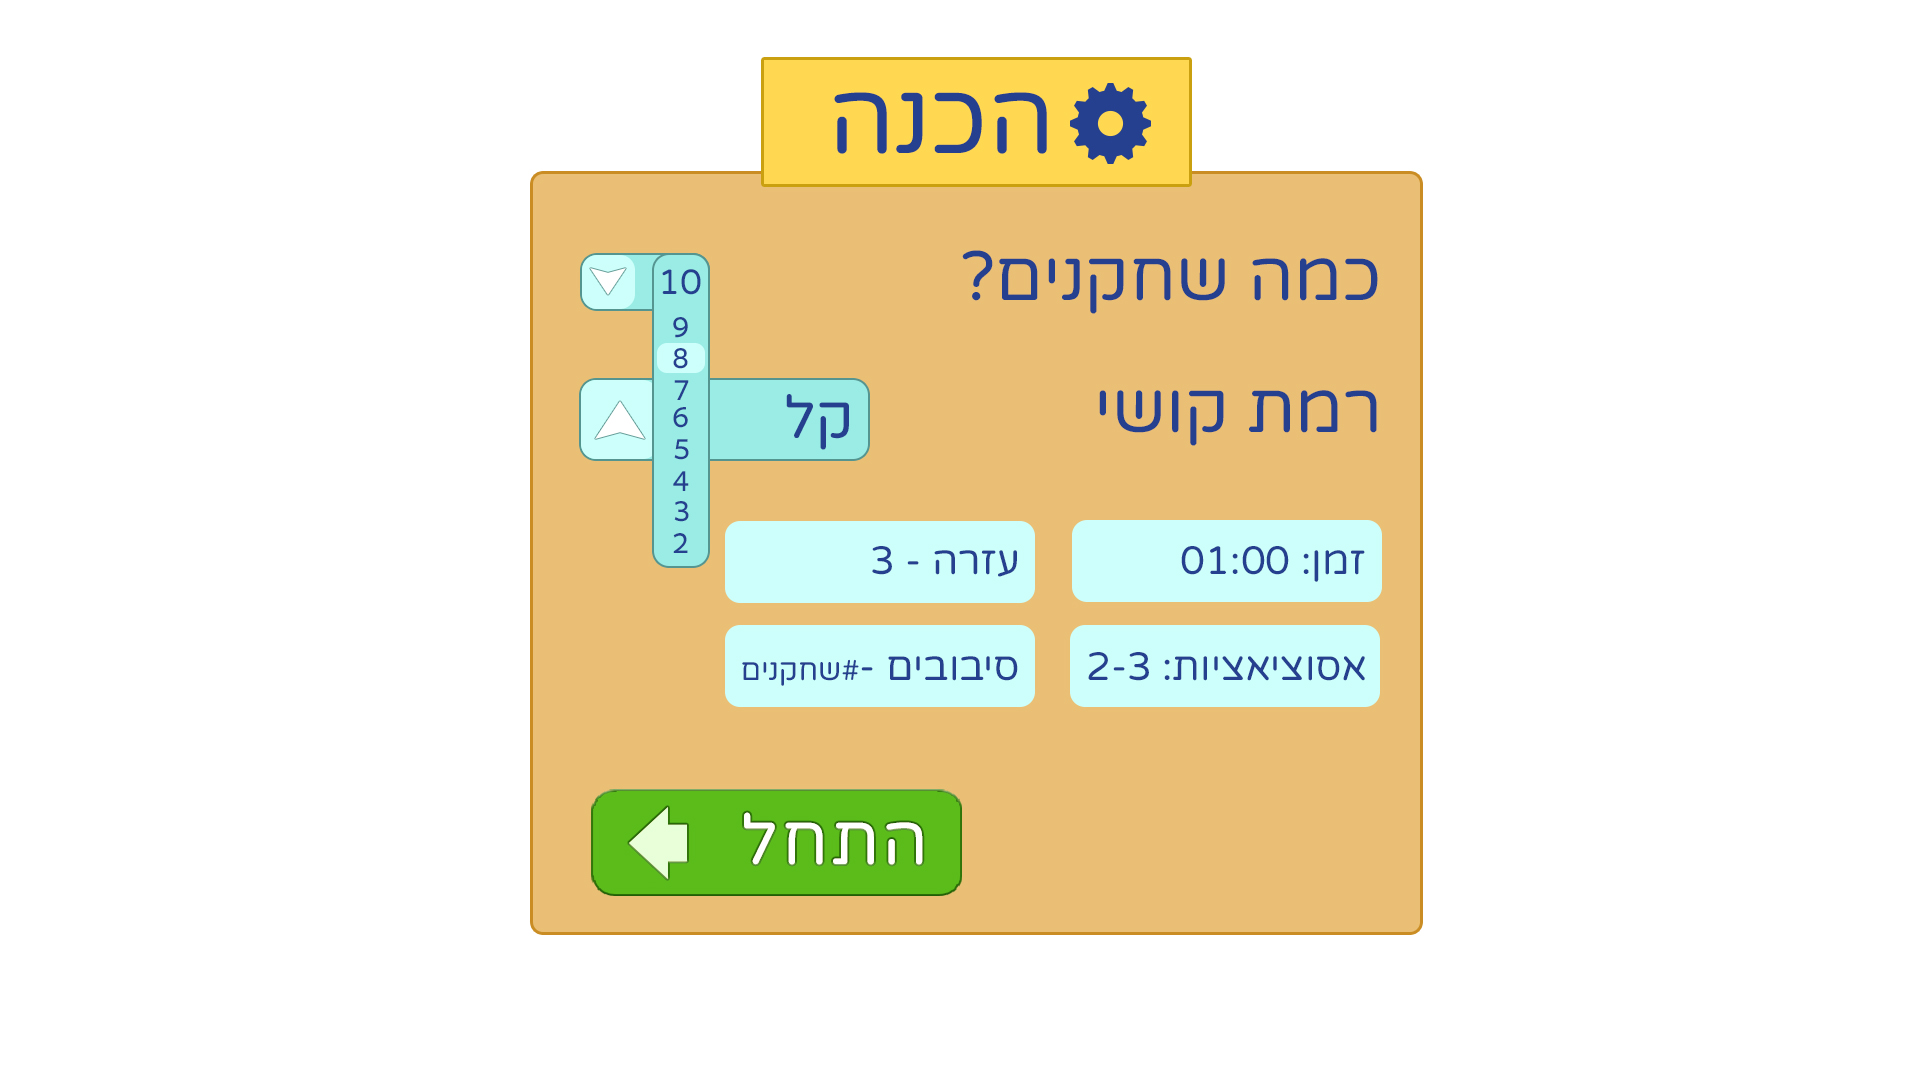 הכנה
כמה שחקנים?
10
9
8
7
6
5
4
3
2
רמת קושי
קל
זמן: 01:00
עזרה - 3
אסוציאציות: 2-3
סיבובים -#שחקנים
התחל